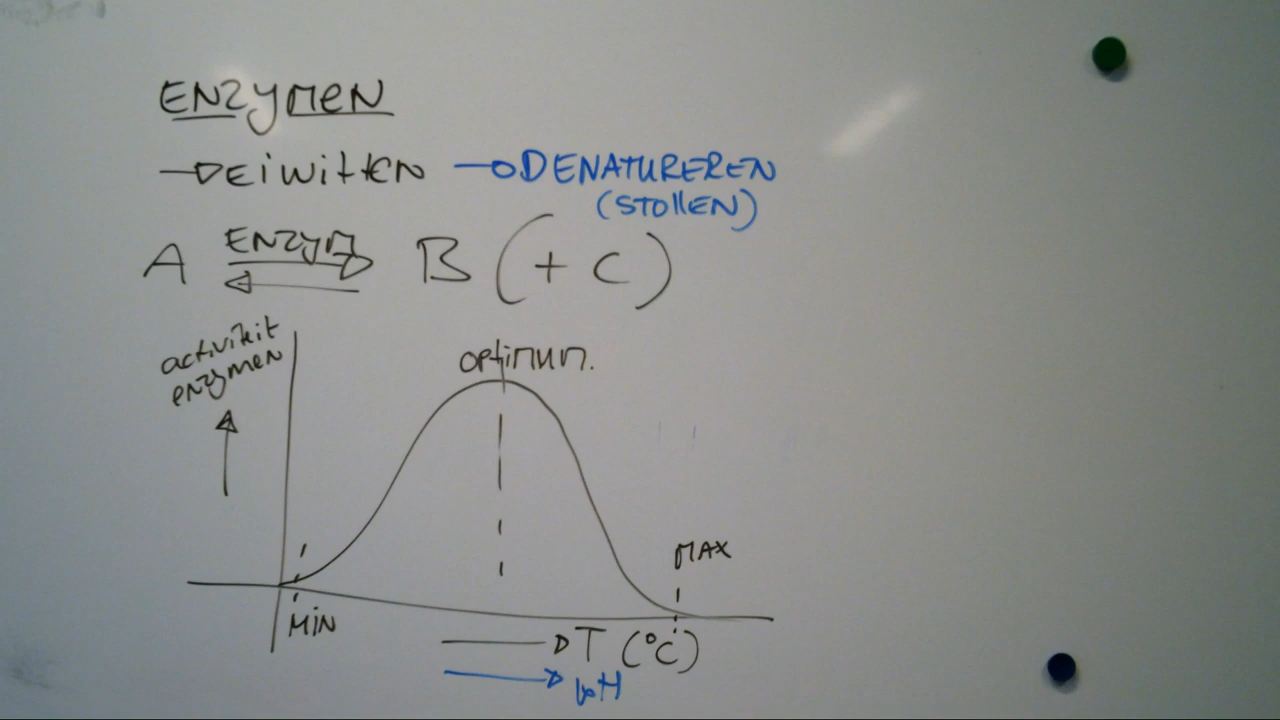 ENZYMEN
→ EiWiTTEN → DENATUREREN
(STOllEN)
ENZYM
A ⇄ B (+ C)
activiteit
enzymen
optimum.
MAX
MiN
→ T (°C)
→ pH